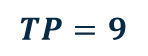 TP = 9